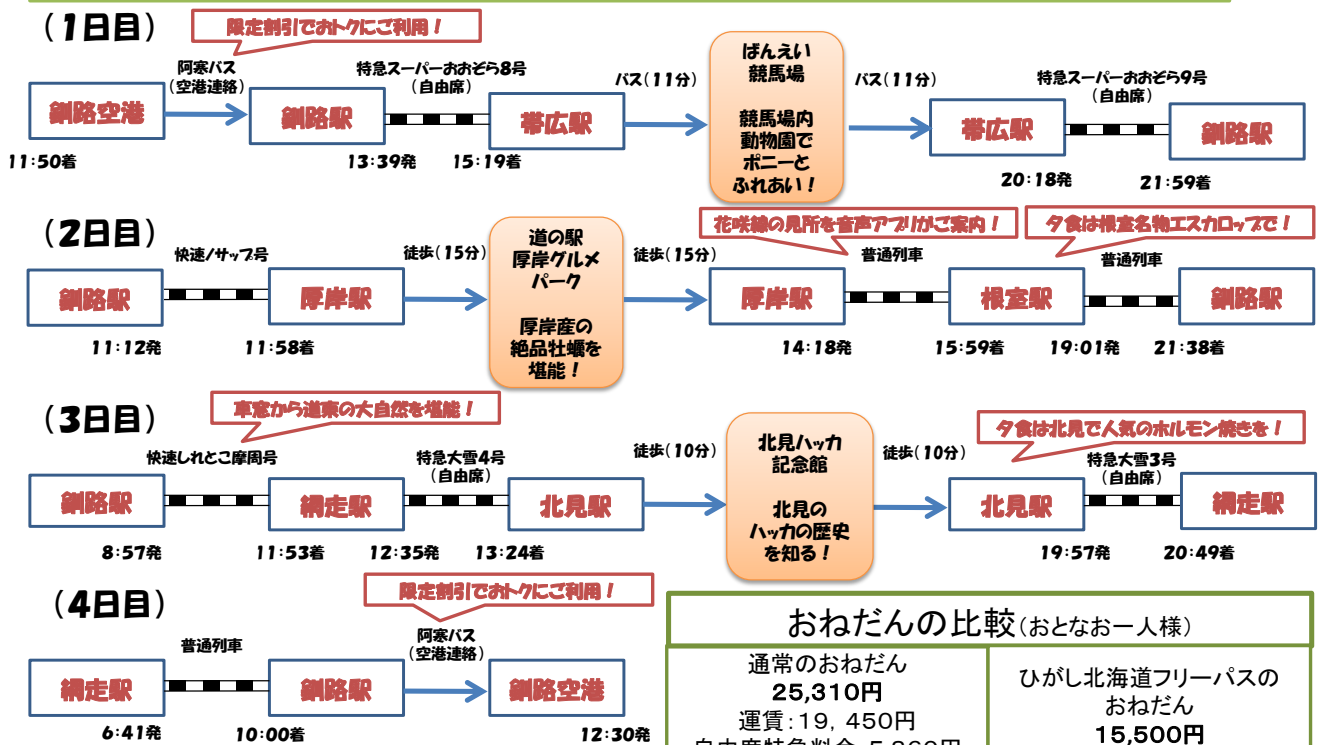 (1日目)
限定割引でおトクにご利用！
阿寒バス
(空港連絡)
特急スーパーおおぞら8号
(自由席)
バス(11分)
ばんえい
競馬場
競馬場内
動物園で
ポニーと
ふれあい！
バス(11分)
特急スーパーおおぞら9号
(自由席)
釧路空港
釧路駅
帯広駅
帯広駅
釧路駅
11:50着
13:39発
15:19着
20:18発
21:59着
(2日目)
快速ノサップ号
徒歩(15分)
道の駅
厚岸グルメ
パーク
厚岸産の
絶品牡蠣を
堪能！
徒歩(15分)
花咲線の見所を音声アプリがご案内！
普通列車
夕食は根室名物エスカロップで！
普通列車
釧路駅
厚岸駅
厚岸駅
根室駅
釧路駅
11:12発
11:58着
14:18発
15:59着
19:01発
21:38着
(3日目)
車窓から道東の大自然を堪能！
快速しれとこ摩周号
特急大雪4号
(自由席)
徒歩(10分)
北見ハッカ
記念館
北見の
ハッカの歴史
を知る！
徒歩(10分)
夕食は北見で人気のホルモン焼きを！
特急大雪3号
(自由席)
釧路駅
網走駅
北見駅
北見駅
網走駅
8:57発
11:53着
12:35発
13:24着
19:57発
20:49着
(4日目)
限定割引でおトクにご利用！
普通列車
阿寒バス
(空港連絡)
網走駅
釧路駅
釧路空港
6:41発
10:00着
12:30発
おねだんの比較(おとなお一人様)
通常のおねだん
25,310円
運賃:19,450円
ひがし北海道フリーパスの
おねだん
15,500円